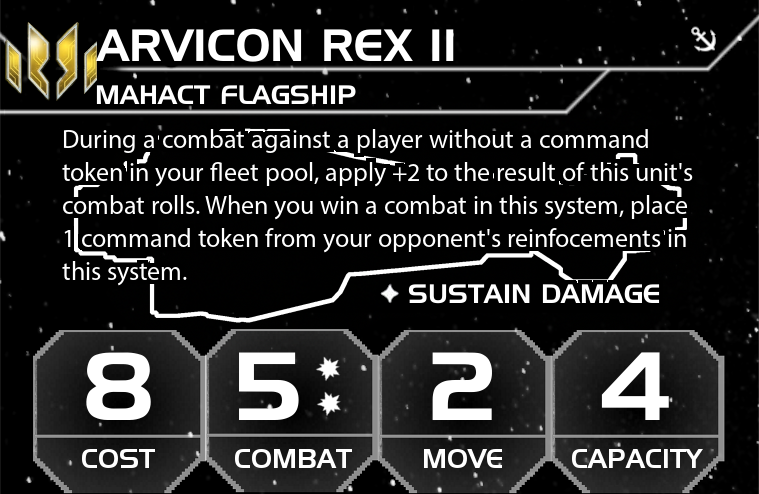 ARVICON REX II
MAHACT FLAGSHIP
During a combat against a player without a command
token in your fleet pool, apply +2 to the result of this unit's
combat rolls. When you win a combat in this system, place
1 command token from your opponent's reinfocements in
this system.
SUSTAIN DAMAGE
8 5 2 4
COST COMBAT MOVE CAPACITY